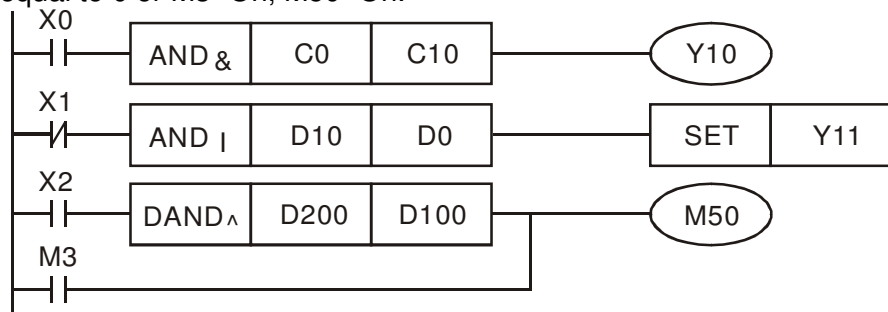 equal to 0 or M3=On, M50=On.
X0
AND & C0 C10 Y10
X1
AND | D10 D0 SET Y11
X2
DAND ^ D200 D100 M50
M3